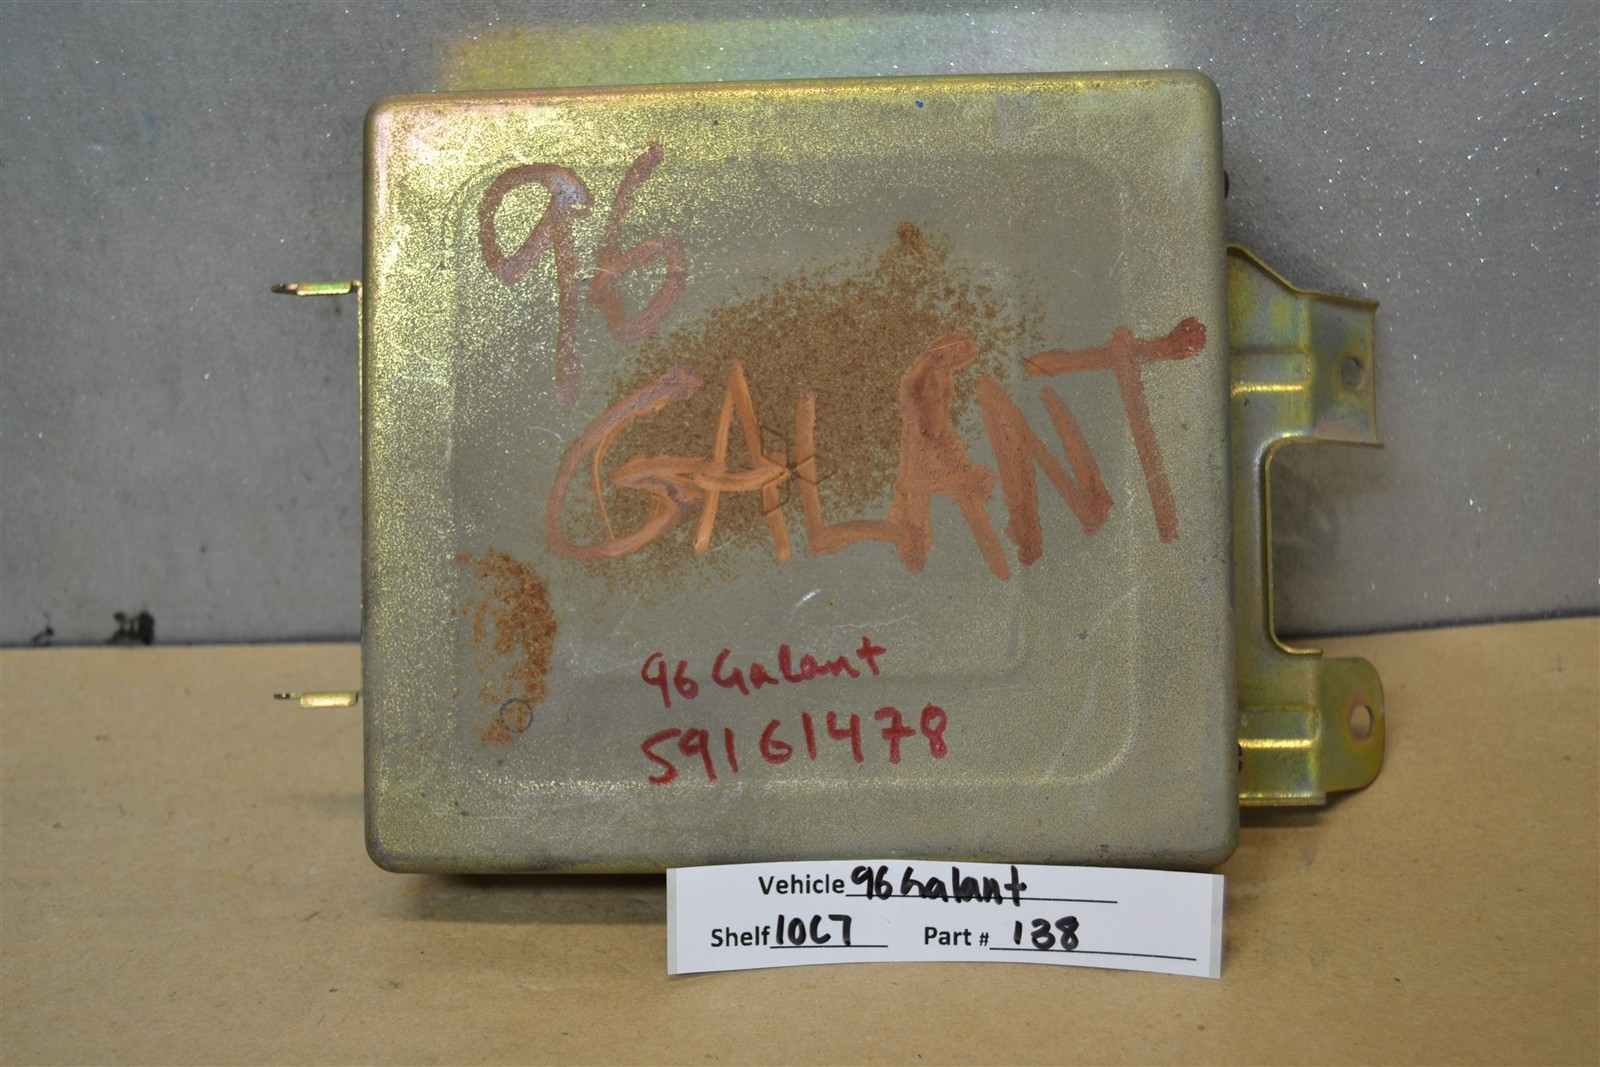 96
GALANT
96 Galant
59161478
Vehicle 96 Galant
Shelf 10C7 Part # 138